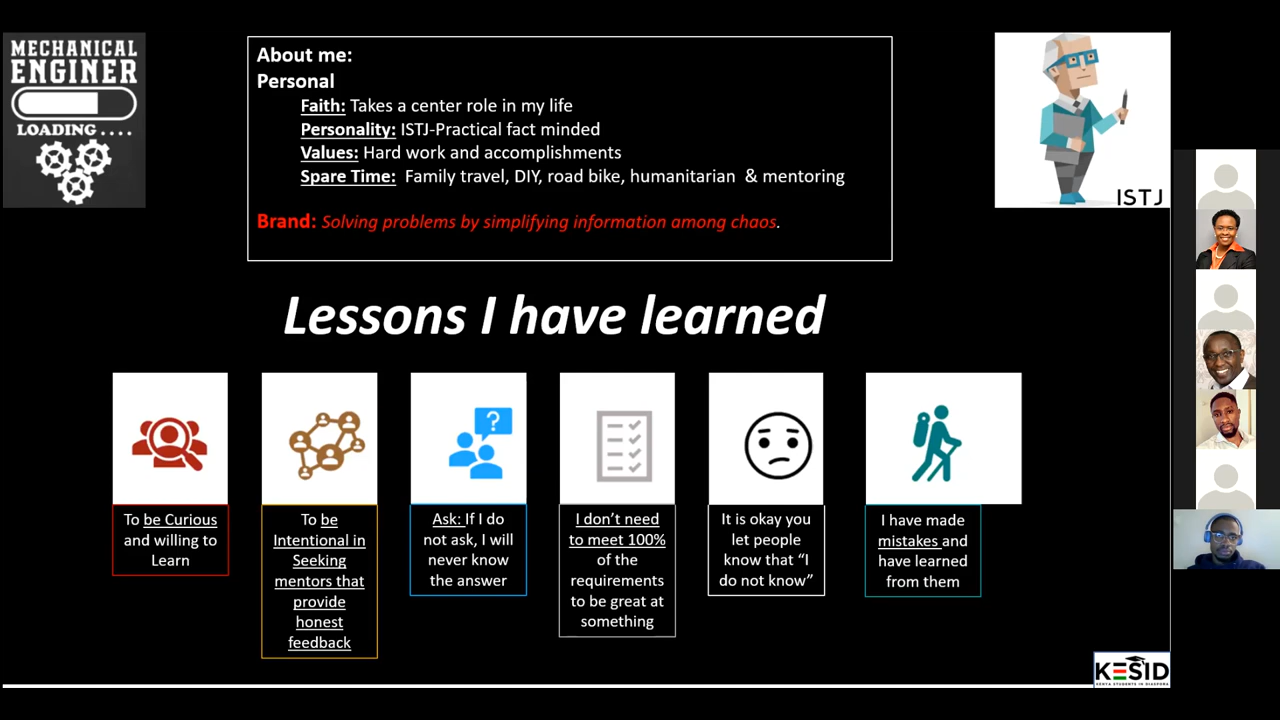 MECHANICAL
ENGINER
LOADING....
About me:
Personal
Faith: Takes a center role in my life
Personality: ISTJ-Practical fact minded
Values: Hard work and accomplishments
Spare Time: Family travel, DIY, road bike, humanitarian & mentoring
Brand: Solving problems by simplifying information among chaos.
ISTJ
Lessons I have learned
?
To be Curious
and willing to
Learn
To be
Intentional in
Seeking
mentors that
provide
honest
feedback
Ask: If I do
not ask, I will
never know
the answer
I don't need
to meet 100%
of the
requirements
to be great at
something
It is okay you
let people
know that “I
do not know”
I have made
mistakes and
have learned
from them
KESID
KENYA STUDENTS IN DIASPORA